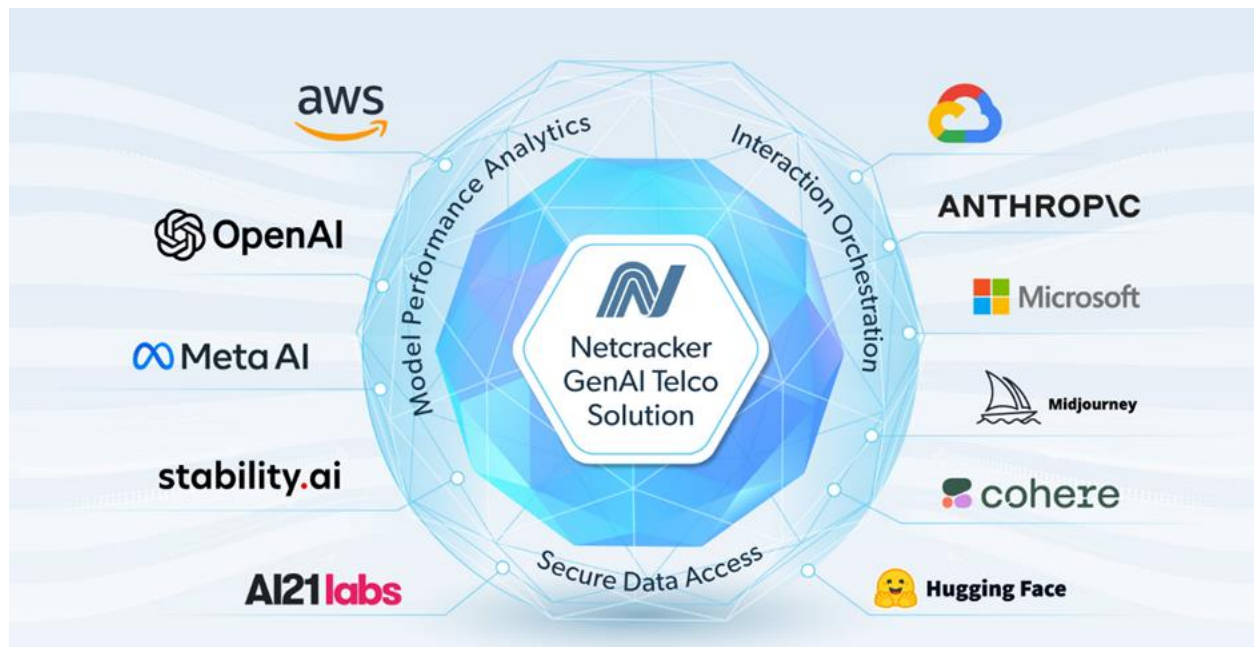 aws
OpenAI
Meta AI
stability.ai
AI21labs
Model Performance Analytics
Interaction Orchestration
Secure Data Access
Netcracker
GenAI Telco
Solution
ANTHROP\C
Microsoft
Midjourney
cohere
Hugging Face